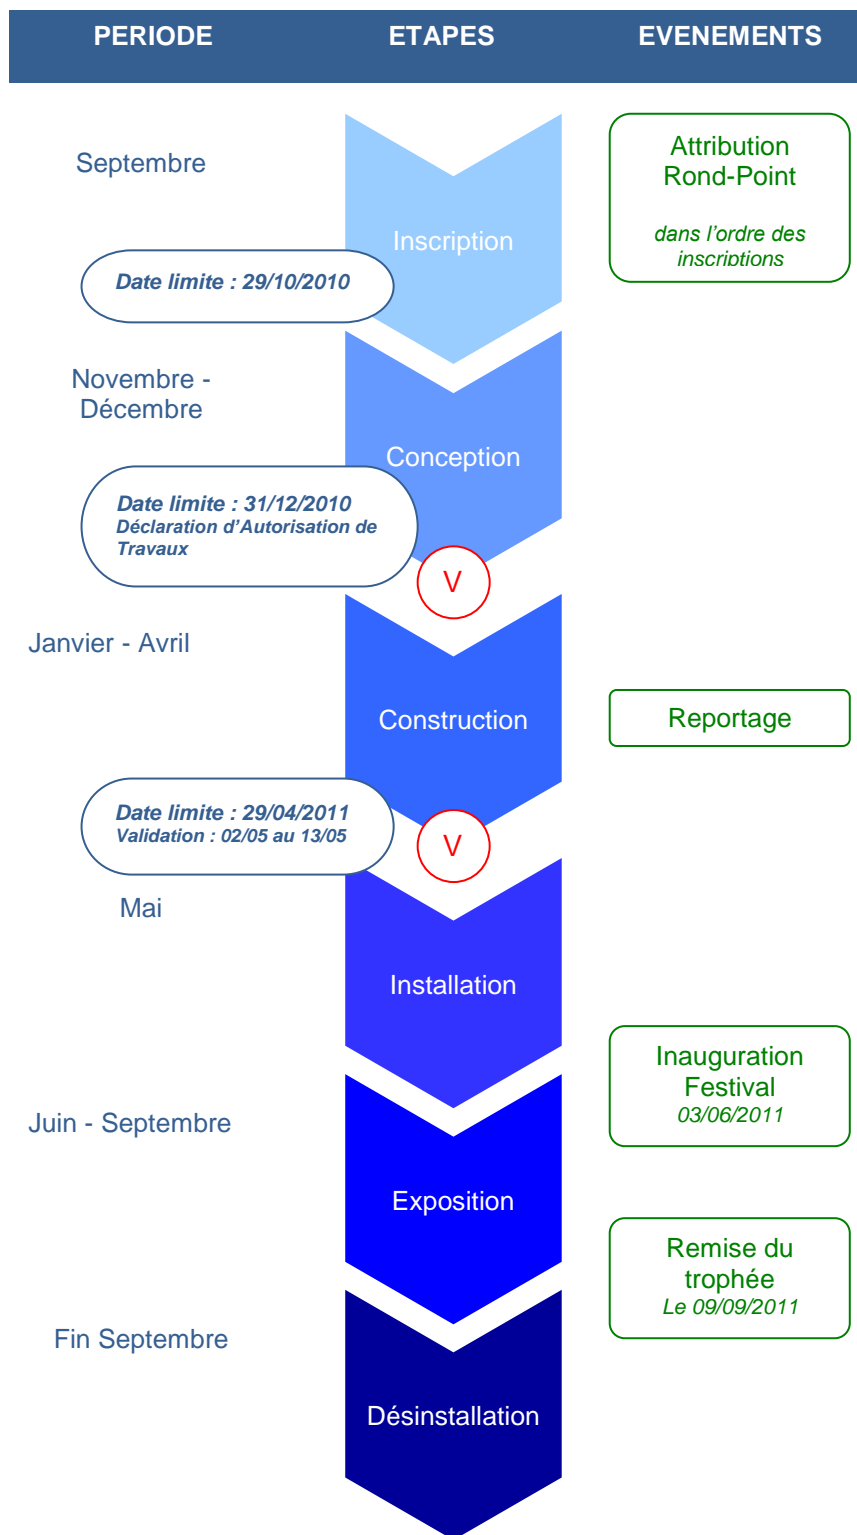 PERIODE ETAPES EVENEMENTS
Septembre
Inscription
Attribution
Rond-Point
dans l’ordre des
inscriptions
Date limite : 29/10/2010
Novembre -
Décembre
Conception
Date limite : 31/12/2010
Déclaration d’Autorisation de
Travaux
V
Janvier - Avril
Construction
Reportage
Date limite : 29/04/2011
Validation : 02/05 au 13/05
V
Mai
Installation
Inauguration
Festival
03/06/2011
Juin - Septembre
Exposition
Remise du
trophée
Le 09/09/2011
Fin Septembre
Désinstallation